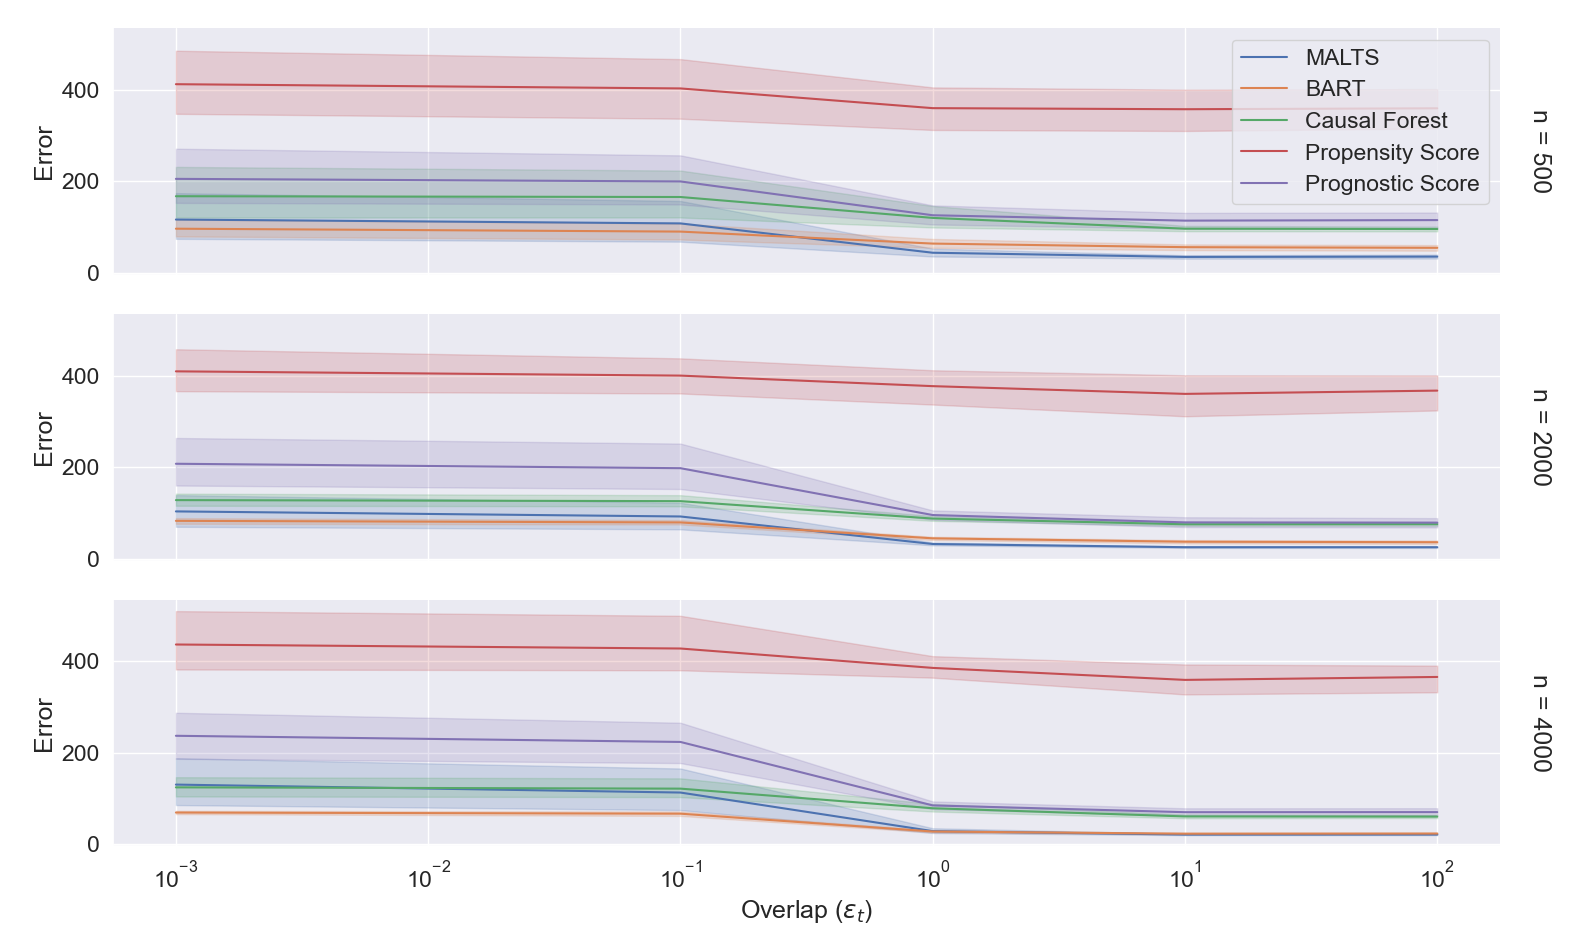 400
200
0
Error
MALTS
BART
Causal Forest
Propensity Score
Prognostic Score
n = 500
400
200
0
Error
n = 2000
400
200
0
Error
n = 4000
10⁻³ 10⁻² 10⁻¹ 10⁰ 10¹ 10²
Overlap (εₜ)